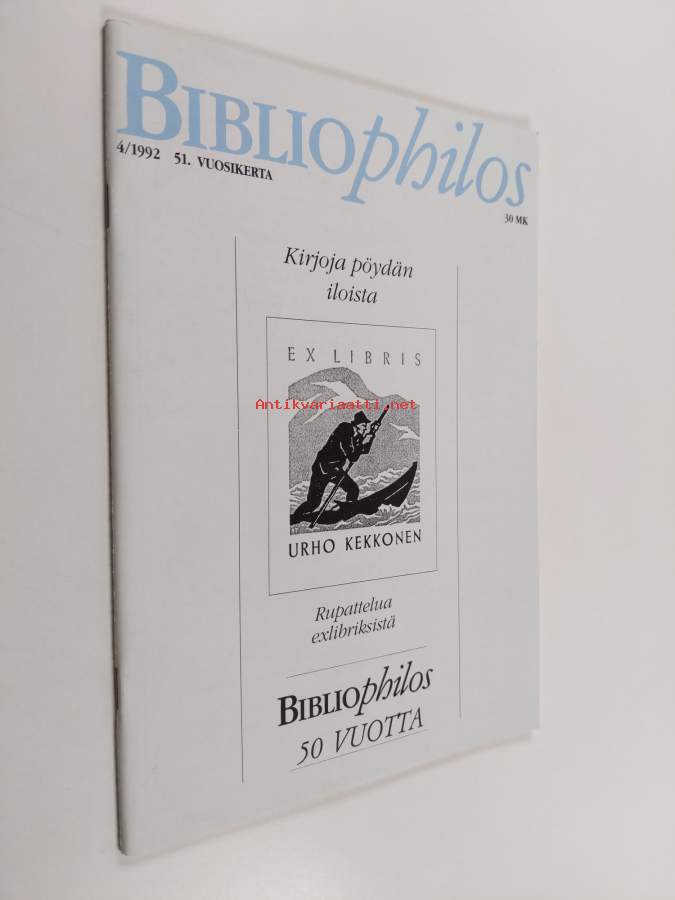 BIBLIOphilos
4/1992 51. VUOSIKERTA
30 MK
Kirjoja pöydän
iloista
EX LIBRIS
Antikvariaatti.net
URHO KEKKONEN
Rupattelua
exlibriksistä
BIBLIOphilos
50 VUOTTA